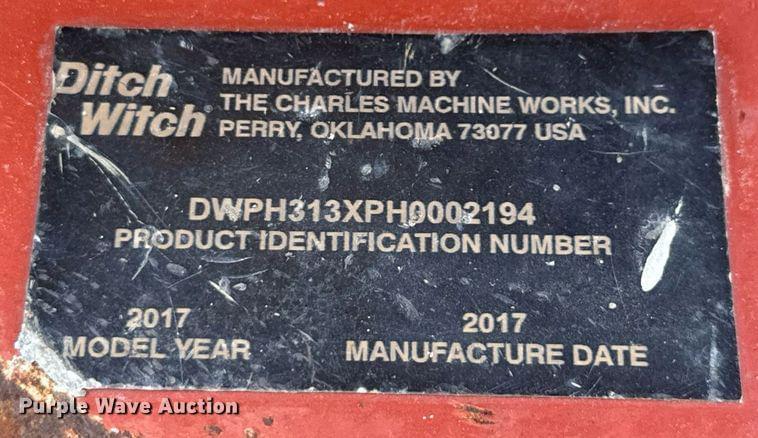 Ditch Witch
MANUFACTURED BY
THE CHARLES MACHINE WORKS, INC.
PERRY, OKLAHOMA 73077 USA
DWPH313XPH0002194
PRODUCT IDENTIFICATION NUMBER
2017 2017
MODEL YEAR MANUFACTURE DATE
Purple Wave Auction